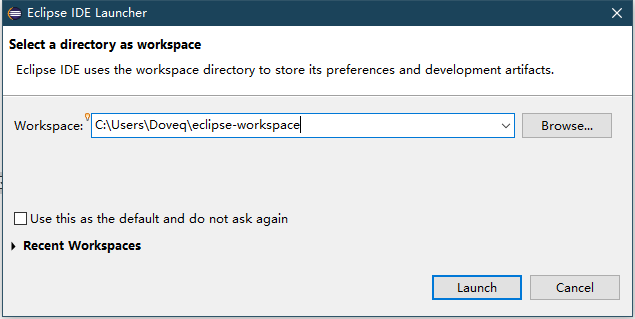 Eclipse IDE Launcher
Select a directory as workspace
Eclipse IDE uses the workspace directory to store its preferences and development artifacts.
Workspace: C:\Users\Doveq\eclipse-workspace Browse...
Use this as the default and do not ask again
Recent Workspaces
Launch Cancel